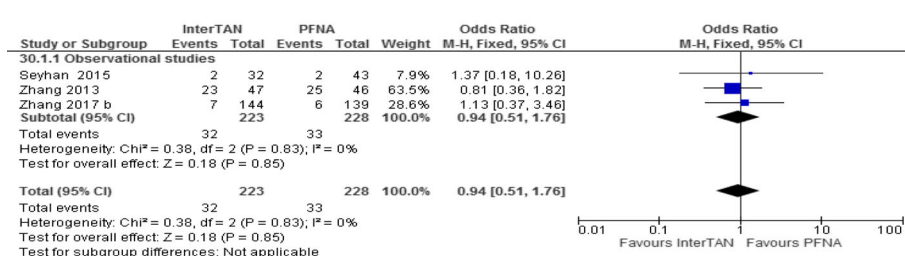 InterTAN PFNA Odds Ratio Odds Ratio
Study or Subgroup Events Total Events Total Weight M-H, Fixed, 95% CI M-H, Fixed, 95% CI
30.1.1 Observational studies
Seyhan 2015 2 32 2 43 7.9% 1.37 [0.18, 10.26]
Zhang 2013 23 47 25 46 63.5% 0.81 [0.36, 1.82]
Zhang 2017 b 7 144 6 139 28.6% 1.13 [0.37, 3.46]
Subtotal (95% CI) 223 228 100.0% 0.94 [0.51, 1.76]
Total events 32 33
Heterogeneity: Chi² = 0.38, df = 2 (P = 0.83); I² = 0%
Test for overall effect: Z = 0.18 (P = 0.85)
Total (95% CI) 223 228 100.0% 0.94 [0.51, 1.76]
Total events 32 33
Heterogeneity: Chi² = 0.38, df = 2 (P = 0.83); I² = 0%
Test for overall effect: Z = 0.18 (P = 0.85)
Test for subgroup differences: Not applicable
0.01 0.1 1 10 100
Favours InterTAN Favours PFNA